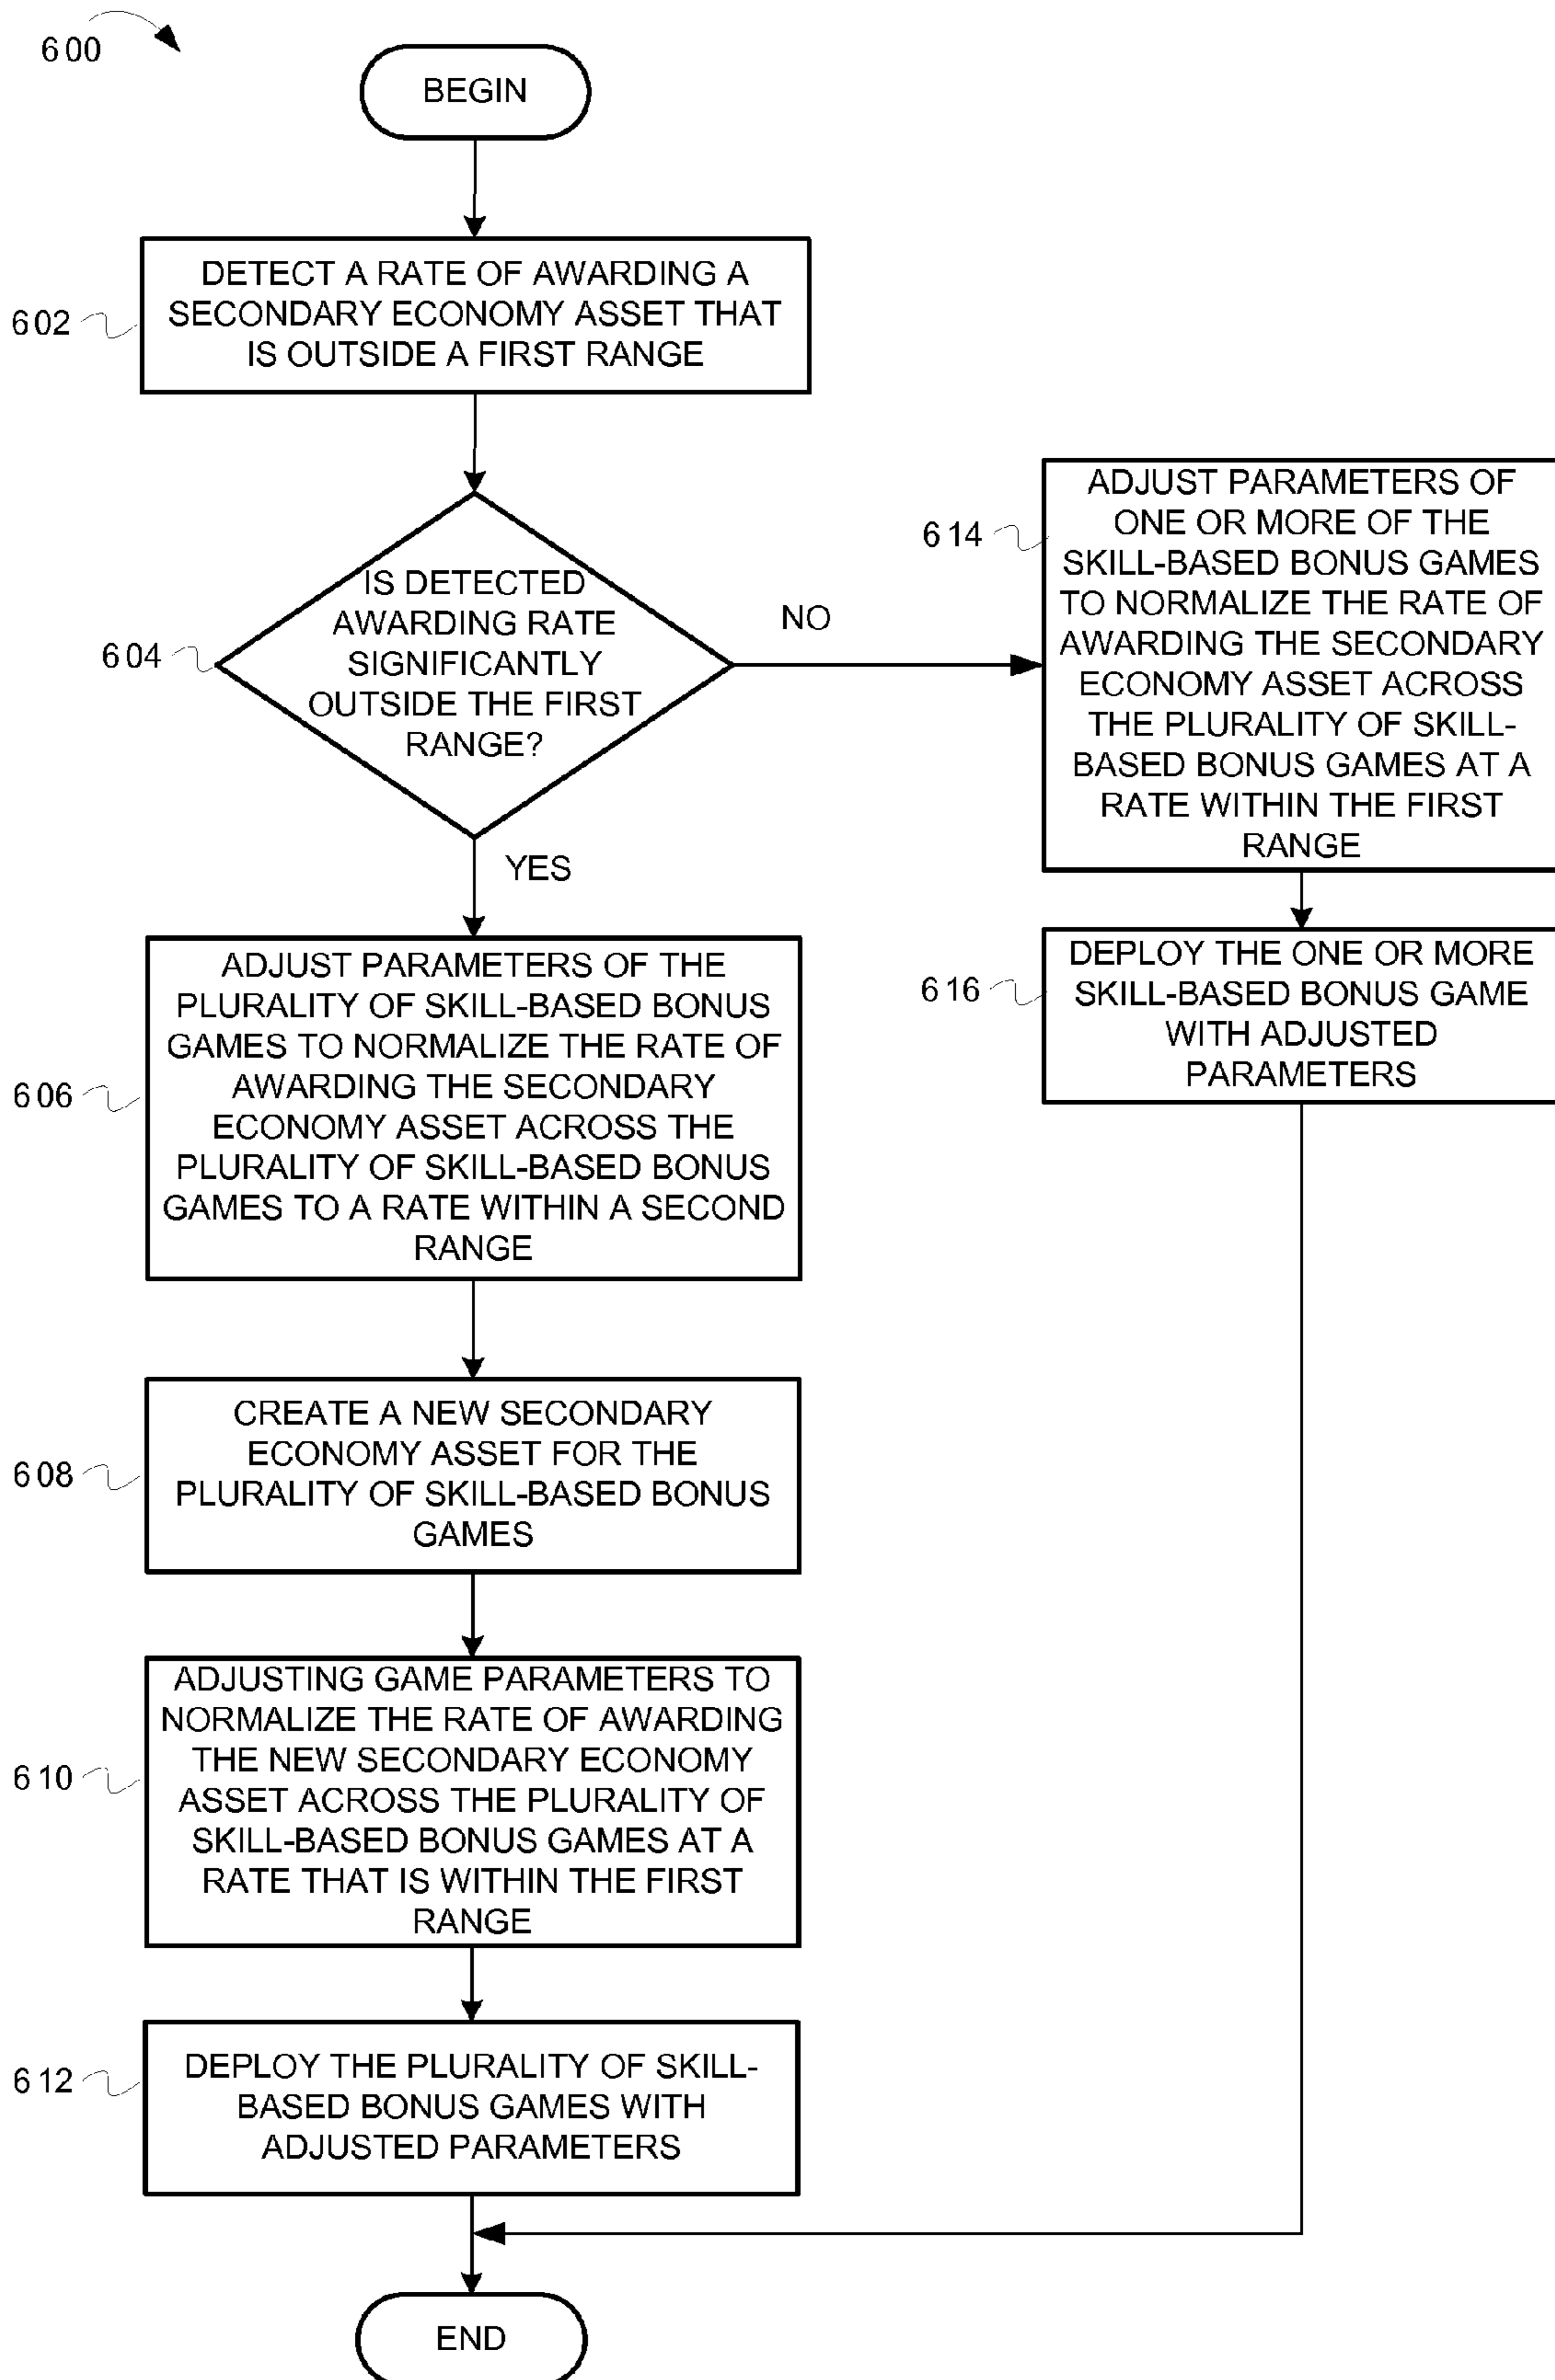 600
BEGIN
602
DETECT A RATE OF AWARDING A
SECONDARY ECONOMY ASSET THAT
IS OUTSIDE A FIRST RANGE
604
IS DETECTED
AWARDING RATE
SIGNIFICANTLY
OUTSIDE THE FIRST
RANGE?
NO
YES
614
ADJUST PARAMETERS OF
ONE OR MORE OF THE
SKILL-BASED BONUS GAMES
TO NORMALIZE THE RATE OF
AWARDING THE SECONDARY
ECONOMY ASSET ACROSS
THE PLURALITY OF SKILL-
BASED BONUS GAMES AT A
RATE WITHIN THE FIRST
RANGE
616
DEPLOY THE ONE OR MORE
SKILL-BASED BONUS GAME
WITH ADJUSTED
PARAMETERS
606
ADJUST PARAMETERS OF THE
PLURALITY OF SKILL-BASED BONUS
GAMES TO NORMALIZE THE RATE OF
AWARDING THE SECONDARY
ECONOMY ASSET ACROSS THE
PLURALITY OF SKILL-BASED BONUS
GAMES TO A RATE WITHIN A SECOND
RANGE
608
CREATE A NEW SECONDARY
ECONOMY ASSET FOR THE
PLURALITY OF SKILL-BASED BONUS
GAMES
610
ADJUSTING GAME PARAMETERS TO
NORMALIZE THE RATE OF AWARDING
THE NEW SECONDARY ECONOMY
ASSET ACROSS THE PLURALITY OF
SKILL-BASED BONUS GAMES AT A
RATE THAT IS WITHIN THE FIRST
RANGE
612
DEPLOY THE PLURALITY OF SKILL-
BASED BONUS GAMES WITH
ADJUSTED PARAMETERS
END